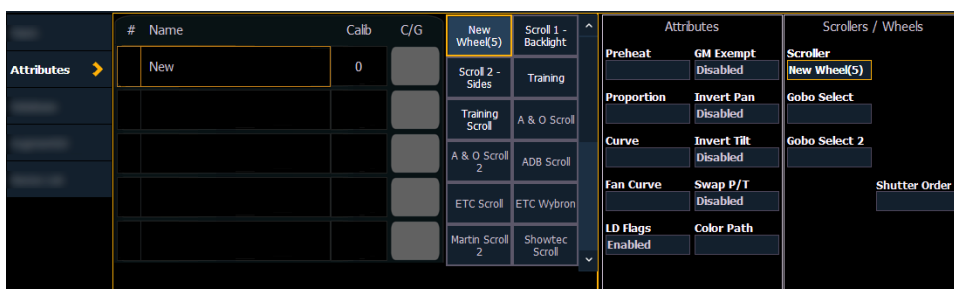 Attributes
# Name Calib C/G
New 0
New Wheel(5)
Scroll 1 - Backlight
Scroll 2 - Sides
Training
Training Scroll
A & O Scroll
A & O Scroll 2
ADB Scroll
ETC Scroll
ETC Wybron
Martin Scroll 2
Showtec Scroll
Attributes
Preheat GM Exempt
Disabled
Proportion Invert Pan
Disabled
Curve Invert Tilt
Disabled
Fan Curve Swap P/T
Disabled
LD Flags Color Path
Enabled
Scrollers / Wheels
Scroller
New Wheel(5)
Gobo Select
Gobo Select 2
Shutter Order